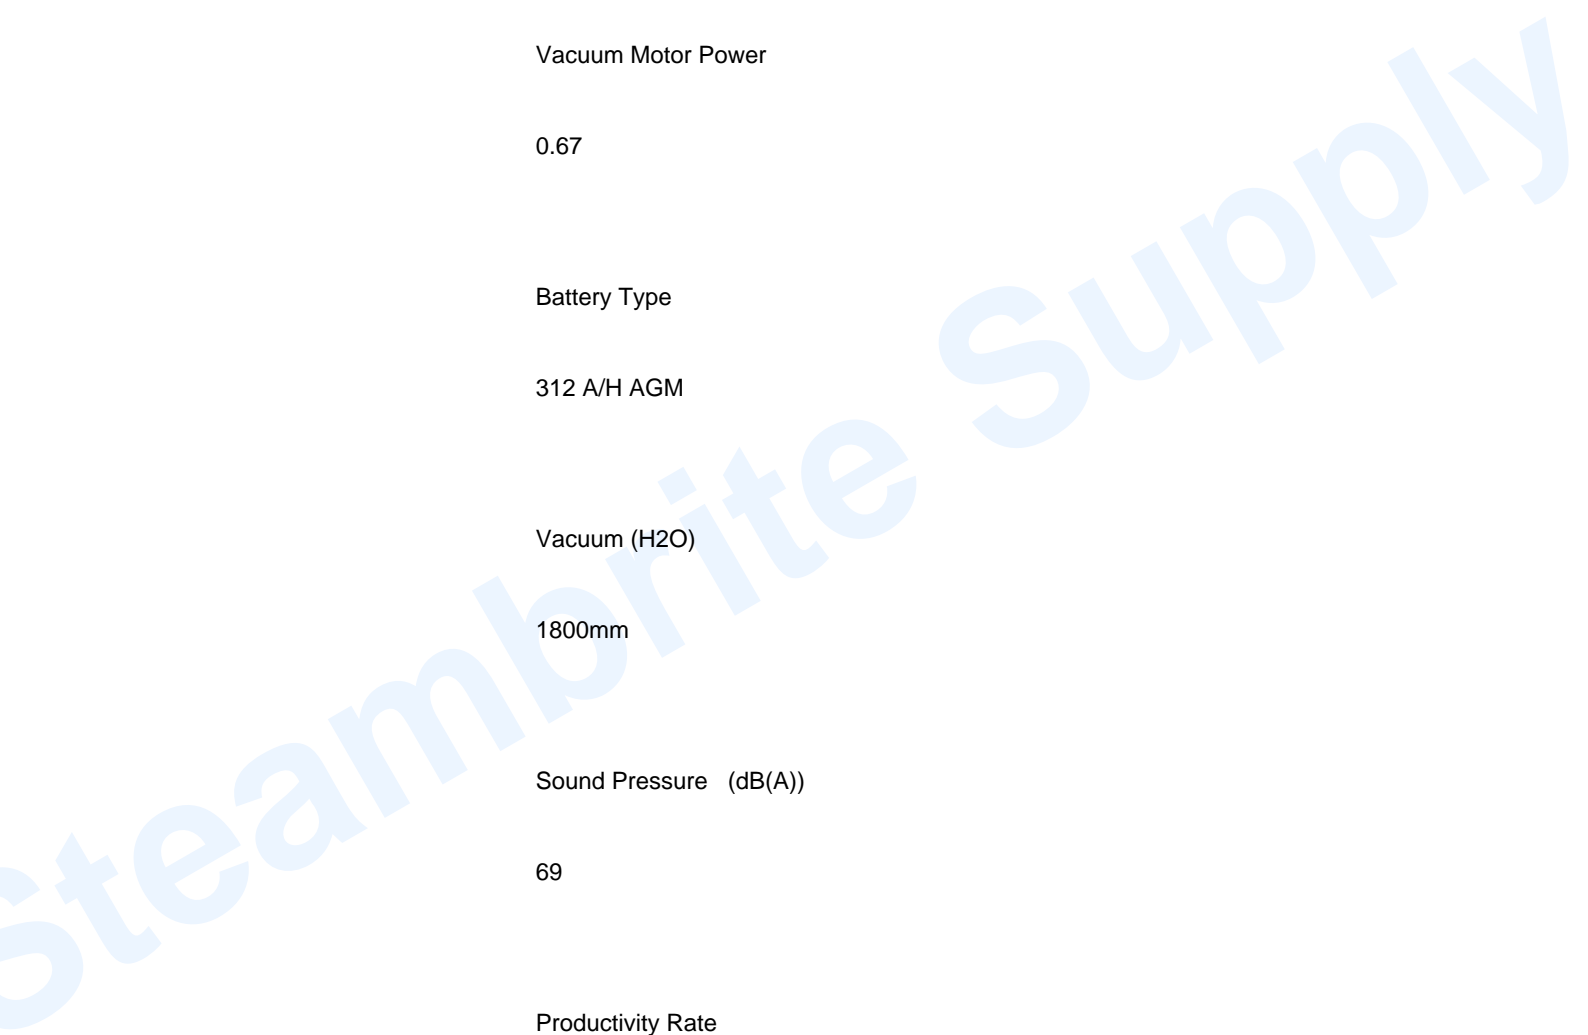 Vacuum Motor Power
0.67
Battery Type
312 A/H AGM
Vacuum (H2O)
1800mm
Sound Pressure (dB(A))
69
Productivity Rate
Steambrite Supply